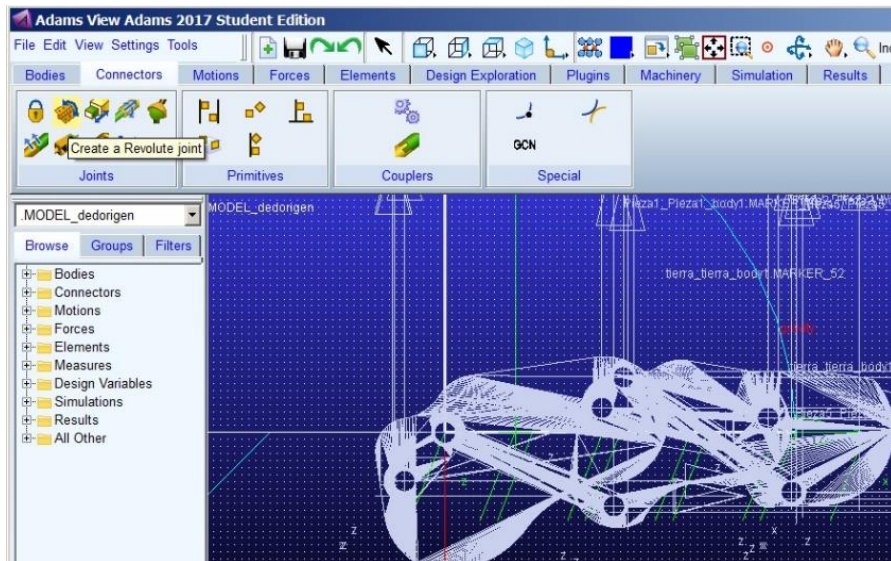 Adams View Adams 2017 Student Edition
File Edit View Settings Tools
Bodies Connectors Motions Forces Elements Design Exploration Plugins Machinery Simulation Results
GCN
Create a Revolute joint
Joints Primitives Couplers Special
.MODEL_dedorigen
Browse Groups Filters
Bodies
Connectors
Motions
Forces
Elements
Measures
Design Variables
Simulations
Results
All Other
MODEL_dedorigen
tierra_tierra_body1.MARKER_52
z
z
x
z
x
z
z
z